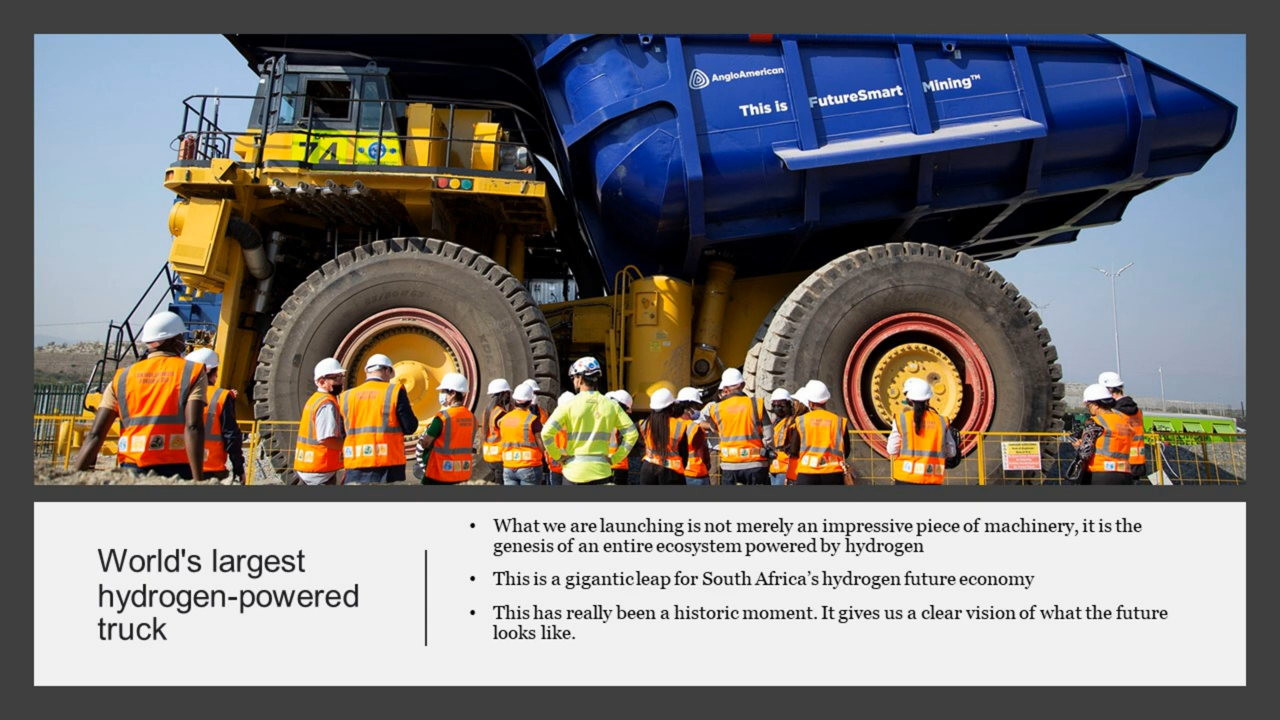 AngloAmerican
This is FutureSmart Mining™
74
World's largest
hydrogen-powered
truck
• What we are launching is not merely an impressive piece of machinery, it is the
genesis of an entire ecosystem powered by hydrogen
• This is a gigantic leap for South Africa’s hydrogen future economy
• This has really been a historic moment. It gives us a clear vision of what the future
looks like.